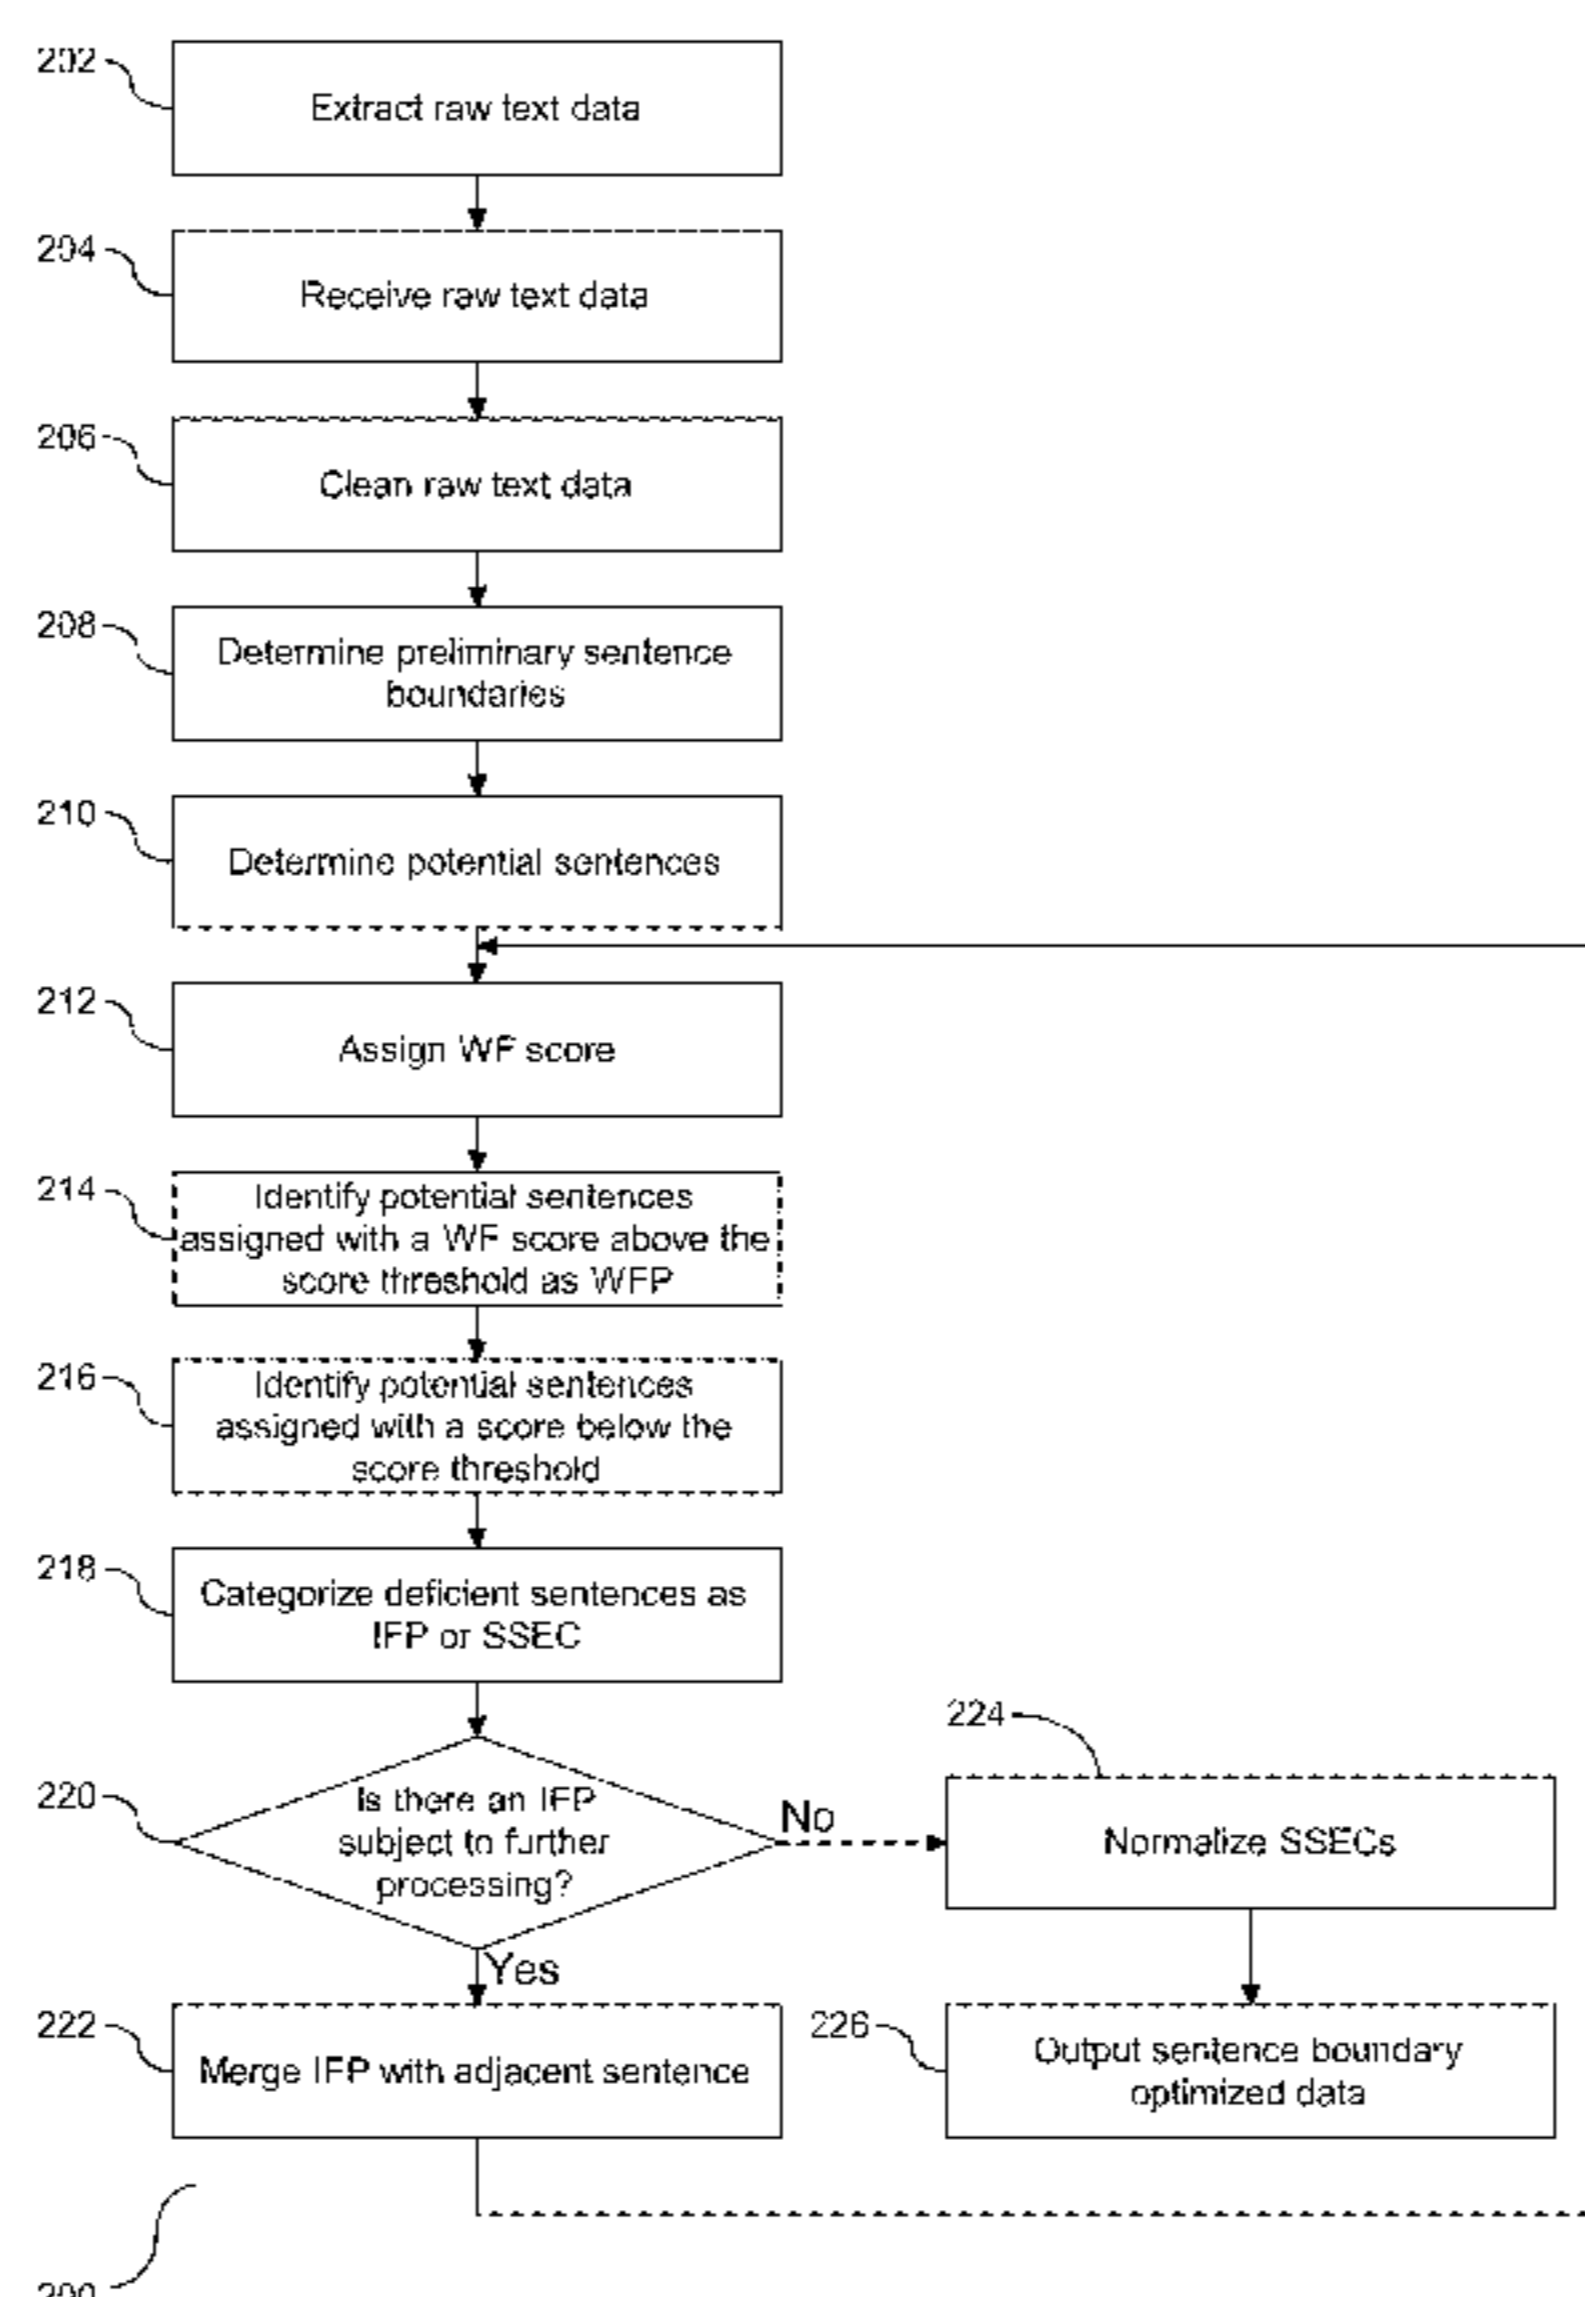 202
Extract raw text data
204
Receive raw text data
206
Clean raw text data
208
Determine preliminary sentence
boundaries
210
Determine potential sentences
212
Assign WF score
214
Identify potential sentences
assigned with a WF score above the
score threshold as WFP
216
Identify potential sentences
assigned with a score below the
score threshold
218
Categorize deficient sentences as
IFP or SSEC
220
Is there an IFP
subject to further
processing?
No
224
Normalize SSECs
Yes
222
Merge IFP with adjacent sentence
226
Output sentence boundary
optimized data